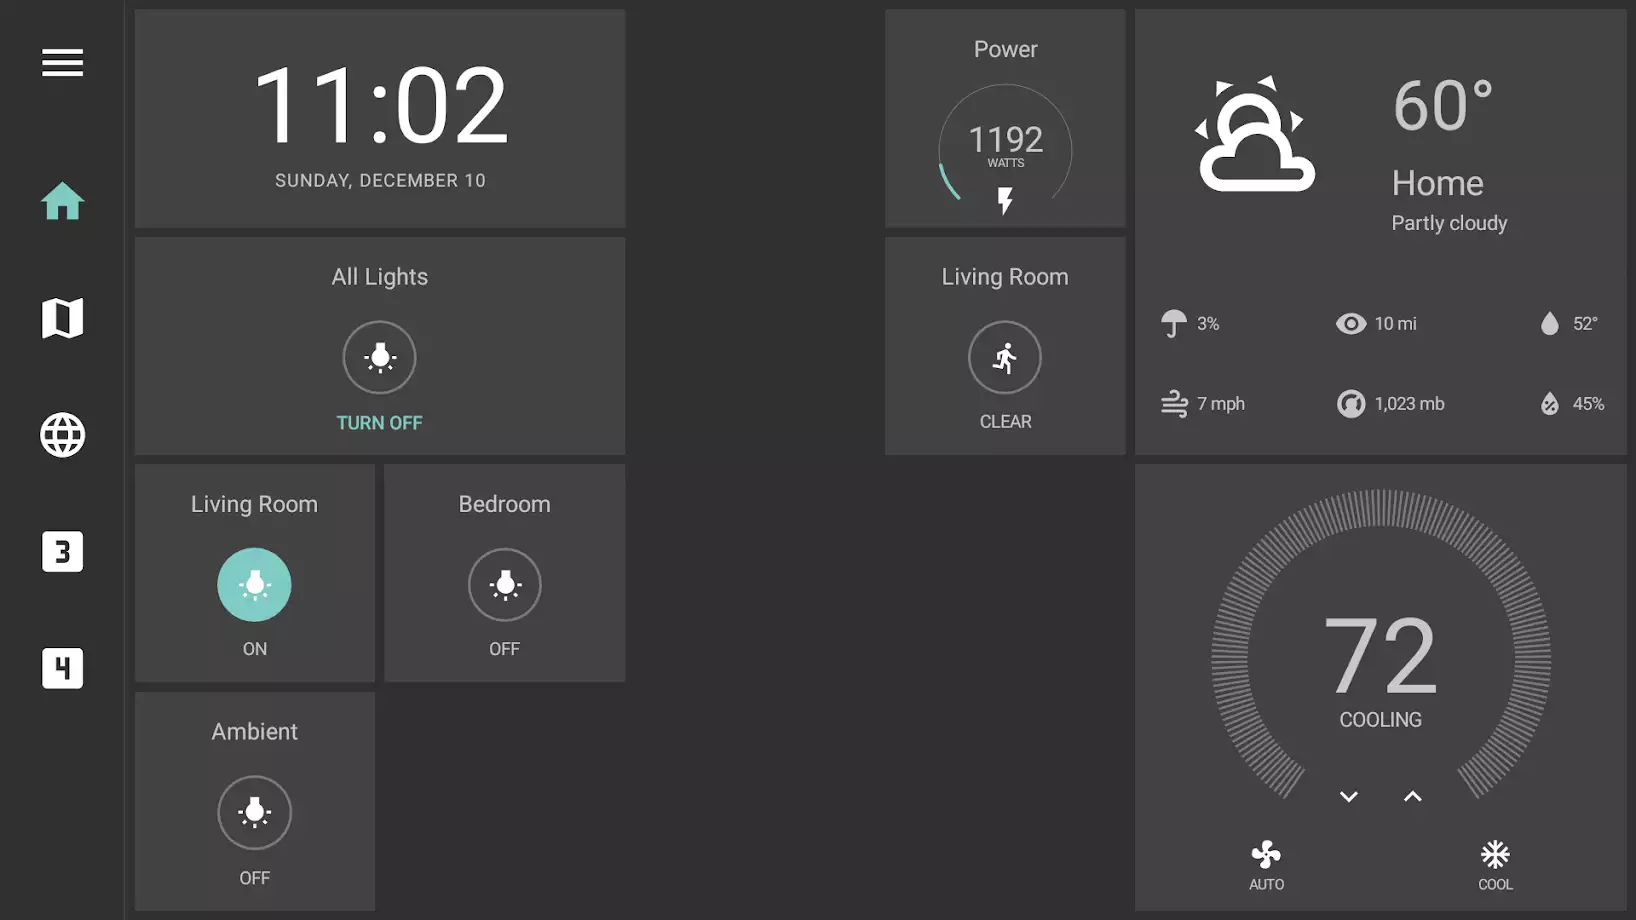 11:02
SUNDAY, DECEMBER 10
All Lights
TURN OFF
Living Room
ON
Bedroom
OFF
Ambient
OFF
Power
1192
WATTS
Living Room
CLEAR
60°
Home
Partly cloudy
3%
10 mi
52°
7 mph
1,023 mb
45%
72
COOLING
AUTO
COOL
3
4